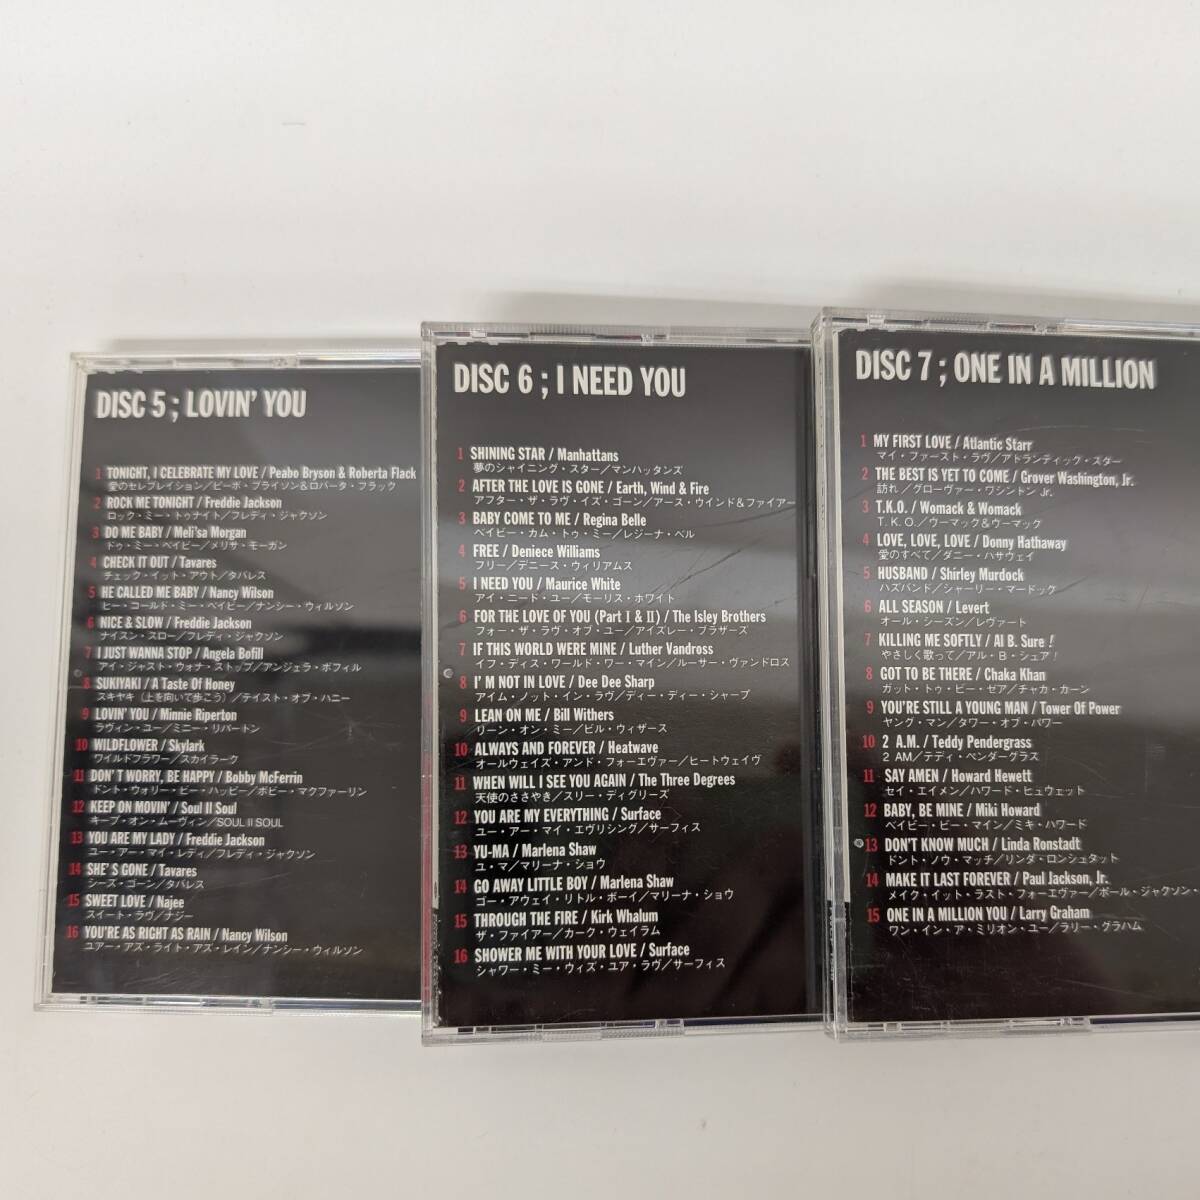 DISC 5 ; LOVIN' YOU
1 TONIGHT, I CELEBRATE MY LOVE / Peabo Bryson & Roberta Flack
愛のセレブレイション／ピーボ・ブライソン&ロバータ・フラック
2 ROCK ME TONIGHT / Freddie Jackson
ロック・ミー・トゥナイト／フレディ・ジャクソン
3 DO ME BABY / Meli'sa Morgan
ドゥ・ミー・ベイビー／メリサ・モーガン
4 CHECK IT OUT / Tavares
チェック・イット・アウト／タバレス
5 HE CALLED ME BABY / Nancy Wilson
ヒー・コールド・ミー・ベイビー／ナンシー・ウィルソン
6 NICE & SLOW / Freddie Jackson
ナイスン・スロー／フレディ・ジャクソン
7 I JUST WANNA STOP / Angela Bofill
アイ・ジャスト・ウォナ・ストップ／アンジェラ・ボフィル
8 SUKIYAKI / A Taste Of Honey
スキヤキ（上を向いて歩こう）／テイスト・オブ・ハニー
9 LOVIN' YOU / Minnie Riperton
ラヴィン・ユー／ミニー・リパートン
10 WILDFLOWER / Skylark
ワイルドフラワー／スカイラーク
11 DON'T WORRY, BE HAPPY / Bobby McFerrin
ドント・ウォリー・ビー・ハッピー／ボビー・マクファーリン
12 KEEP ON MOVIN' / Soul II Soul
キープ・オン・ムーヴィン／SOUL II SOUL
13 YOU ARE MY LADY / Freddie Jackson
ユー・アー・マイ・レディ／フレディ・ジャクソン
14 SHE'S GONE / Tavares
シーズ・ゴーン／タバレス
15 SWEET LOVE / Najee
スイート・ラヴ／ナジー
16 YOU'RE AS RIGHT AS RAIN / Nancy Wilson
ユアー・アズ・ライト・アズ・レイン／ナンシー・ウィルソン
DISC 6 ; I NEED YOU
1 SHINING STAR / Manhattans
夢のシャイニング・スター／マンハッタンズ
2 AFTER THE LOVE IS GONE / Earth, Wind & Fire
アフター・ザ・ラヴ・イズ・ゴーン／アース・ウインド&ファイアー
3 BABY COME TO ME / Regina Belle
ベイビー・カム・トゥ・ミー／レジーナ・ベル
4 FREE / Deniece Williams
フリー／デニース・ウィリアムス
5 I NEED YOU / Maurice White
アイ・ニード・ユー／モーリス・ホワイト
6 FOR THE LOVE OF YOU (Part I & II) / The Isley Brothers
フォー・ザ・ラヴ・オブ・ユー／アイズレー・ブラザーズ
7 IF THIS WORLD WERE MINE / Luther Vandross
イフ・ディス・ワールド・ワー・マイン／ルーサー・ヴァンドロス
8 I'M NOT IN LOVE / Dee Dee Sharp
アイム・ノット・イン・ラヴ／ディー・ディー・シャープ
9 LEAN ON ME / Bill Withers
リーン・オン・ミー／ビル・ウィザース
10 ALWAYS AND FOREVER / Heatwave
オールウェイズ・アンド・フォーエヴァー／ヒートウェイヴ
11 WHEN WILL I SEE YOU AGAIN / The Three Degrees
天使のささやき／スリー・ディグリーズ
12 YOU ARE MY EVERYTHING / Surface
ユー・アー・マイ・エヴリシング／サーフィス
13 YU-MA / Marlena Shaw
ユ・マ／マリーナ・ショウ
14 GO AWAY LITTLE BOY / Marlena Shaw
ゴー・アウェイ・リトル・ボーイ／マリーナ・ショウ
15 THROUGH THE FIRE / Kirk Whalum
ザ・ファイアー／カーク・ウェイラム
16 SHOWER ME WITH YOUR LOVE / Surface
シャワー・ミー・ウィズ・ユア・ラヴ／サーフィス
DISC 7 ; ONE IN A MILLION
1 MY FIRST LOVE / Atlantic Starr
マイ・ファースト・ラヴ／アトランティック・スター
2 THE BEST IS YET TO COME / Grover Washington, Jr.
訪れ／グローヴァー・ワシントン Jr.
3 T.K.O. / Womack & Womack
T.K.O.／ウーマック&ウーマック
4 LOVE, LOVE, LOVE / Donny Hathaway
愛のすべて／ダニー・ハサウェイ
5 HUSBAND / Shirley Murdock
ハズバンド／シャーリー・マードック
6 ALL SEASON / Levert
オール・シーズン／レヴァート
7 KILLING ME SOFTLY / Al B. Sure!
やさしく歌って／アル・B・シュア！
8 GOT TO BE THERE / Chaka Khan
ガット・トゥ・ビー・ゼア／チャカ・カーン
9 YOU'RE STILL A YOUNG MAN / Tower Of Power
ヤング・マン／タワー・オブ・パワー
10 2 A.M. / Teddy Pendergrass
2 AM／テディ・ペンダーグラス
11 SAY AMEN / Howard Hewett
セイ・エイメン／ハワード・ヒュウェット
12 BABY, BE MINE / Miki Howard
ベイビー・ビー・マイン／ミキ・ハワード
13 DON'T KNOW MUCH / Linda Ronstadt
ドント・ノウ・マッチ／リンダ・ロンシュタット
14 MAKE IT LAST FOREVER / Paul Jackson, Jr.
メイク・イット・ラスト・フォーエヴァー／ポール・ジャクソン・
15 ONE IN A MILLION YOU / Larry Graham
ワン・イン・ア・ミリオン・ユー／ラリー・グラハム